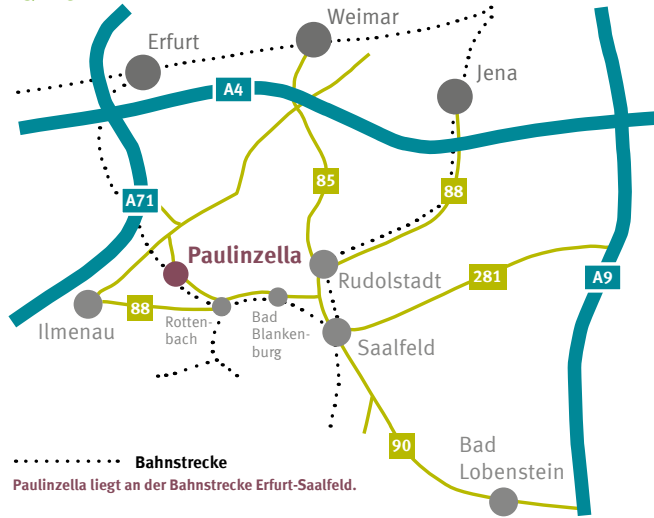 Weimar
Erfurt
Jena
A4
85
88
A71
Paulinzella
Rudolstadt
281
A9
Ilmenau
88
Rotten-
bach
Bad
Blanken-
burg
Saalfeld
90
Bad
Lobenstein
Bahnstrecke
Paulinzella liegt an der Bahnstrecke Erfurt-Saalfeld.